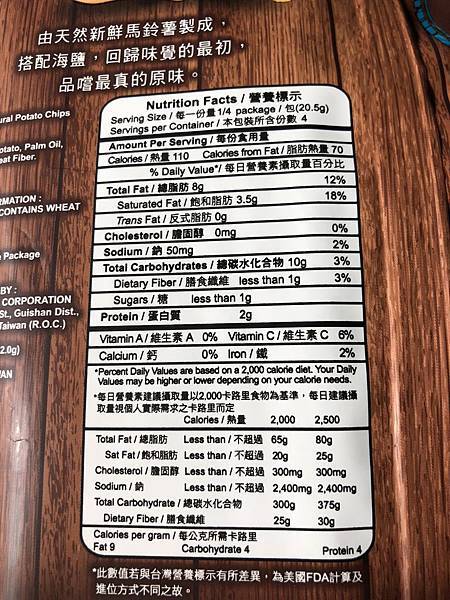 由天然新鮮馬鈴薯製成，
搭配海鹽，回歸味覺的最初，
品嚐最真的原味。
ural Potato Chips
otato, Palm Oil,
eat Fiber.
RMATION :
CONTAINS WHEAT
Package
BY :
CORPORATION
St., Guishan Dist.,
Taiwan (R.O.C.)
2.0g)
WAN
Nutrition Facts / 營養標示
Serving Size / 每一份量1/4 package / 包(20.5g)
Servings per Container / 本包裝所含份數 4
Amount Per Serving / 每份食用量
Calories / 熱量 110 Calories from Fat / 脂肪熱量 70
% Daily Value*/ 每日營養素攝取量百分比
Total Fat / 總脂肪 8g 12%
Saturated Fat / 飽和脂肪 3.5g 18%
Trans Fat / 反式脂肪 0g
Cholesterol / 膽固醇 0mg 0%
Sodium / 鈉 50mg 2%
Total Carbohydrates / 總碳水化合物 10g 3%
Dietary Fiber / 膳食纖維 less than 1g 3%
Sugars / 糖 less than 1g
Protein / 蛋白質 2g
Vitamin A / 維生素 A 0% Vitamin C / 維生素 C 6%
Calcium / 鈣 0% Iron / 鐵 2%
*Percent Daily Values are based on a 2,000 calorie diet. Your Daily
Values may be higher or lower depending on your calorie needs.
*每日營養素建議攝取量以2,000卡路里食物為基準，每日建議攝
取量視個人實際需求之卡路里而定
Calories / 熱量 2,000 2,500
Total Fat / 總脂肪 Less than / 不超過 65g 80g
Sat Fat / 飽和脂肪 Less than / 不超過 20g 25g
Cholesterol / 膽固醇 Less than / 不超過 300mg 300mg
Sodium / 鈉 Less than / 不超過 2,400mg 2,400mg
Total Carbohydrate / 總碳水化合物 300g 375g
Dietary Fiber / 膳食纖維 25g 30g
Calories per gram / 每公克所需卡路里
Fat 9 Carbohydrate 4 Protein 4
*此數值若與台灣營養標示有所差異，為美國FDA計算及
進位方式不同之故。